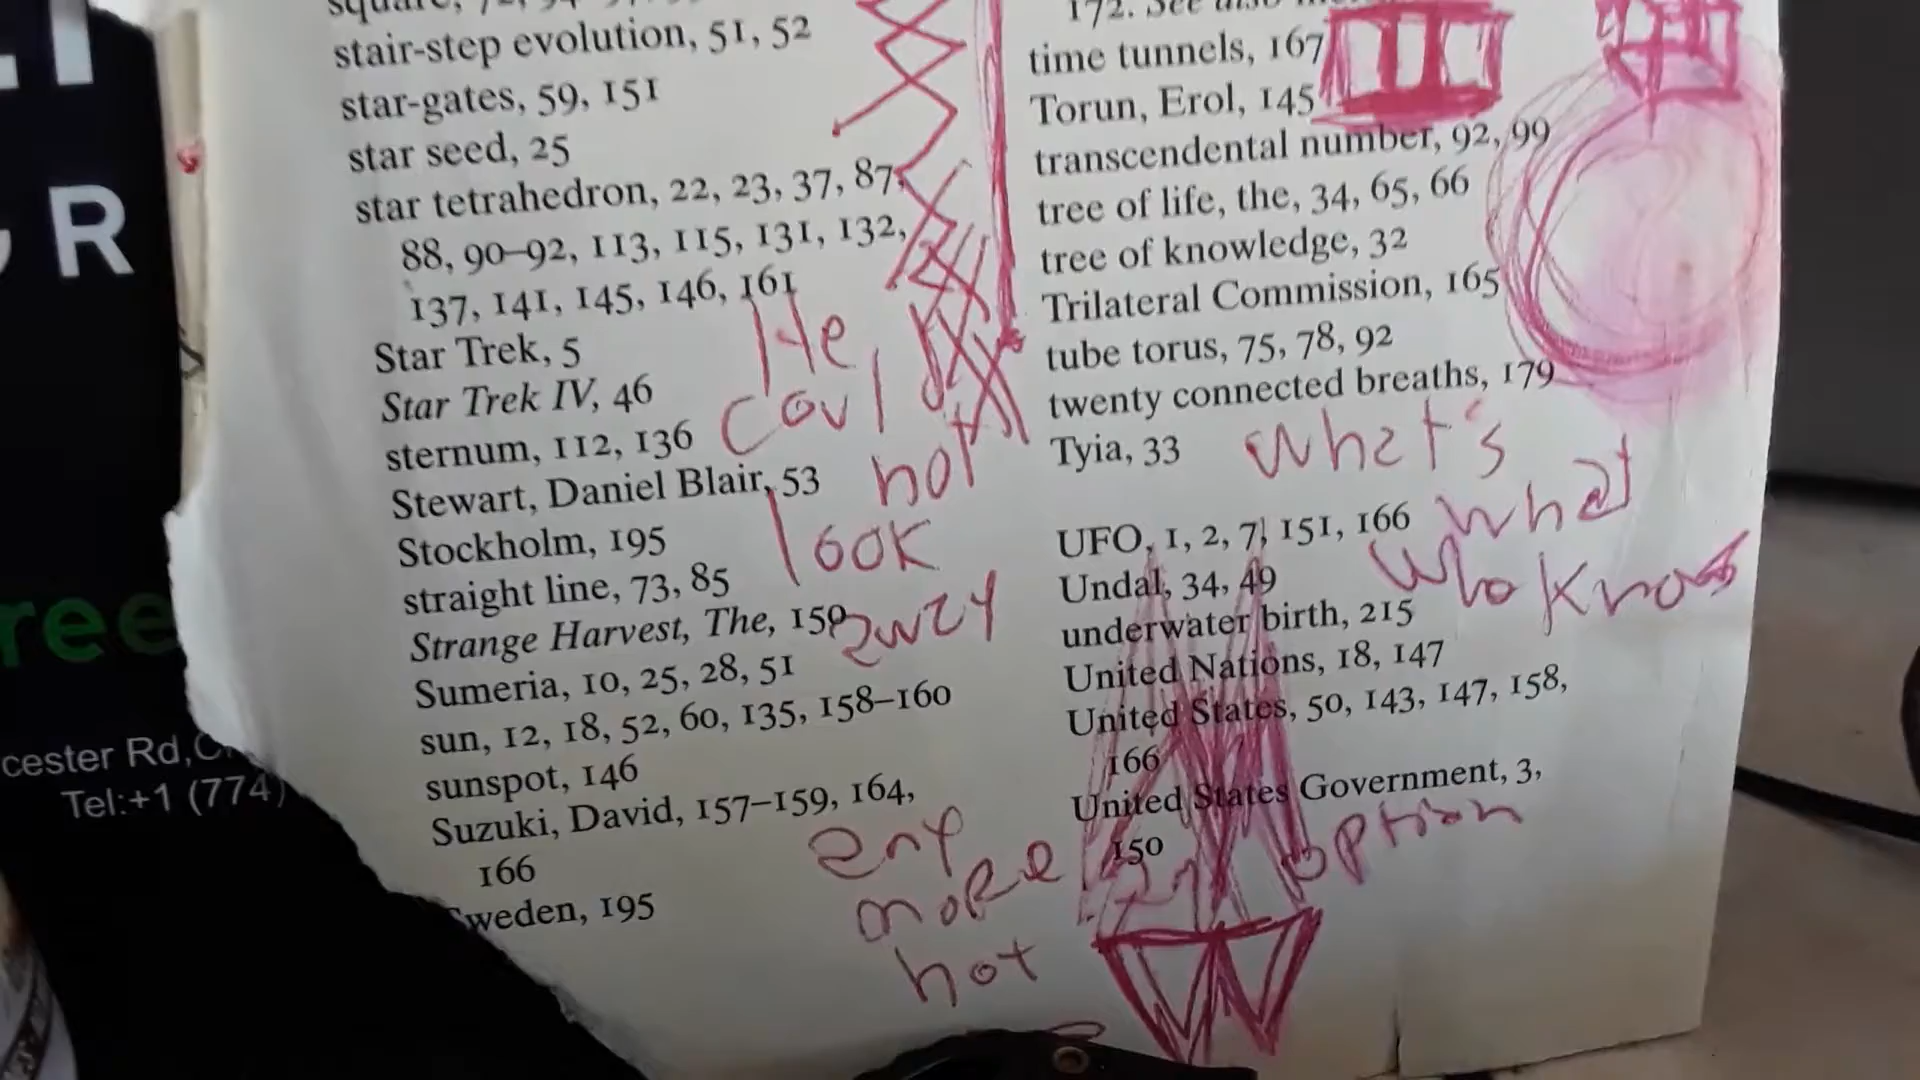 R
ree
cester Rd,C
Tel:+1 (774)
stair-step evolution, 51, 52
star-gates, 59, 151
star seed, 25
star tetrahedron, 22, 23, 37, 87,
88, 90–92, 113, 115, 131, 132,
137, 141, 145, 146, 161
Star Trek, 5
Star Trek IV, 46
sternum, 112, 136
Stewart, Daniel Blair, 53
Stockholm, 195
straight line, 73, 85
Strange Harvest, The, 150
Sumeria, 10, 25, 28, 51
sun, 12, 18, 52, 60, 135, 158–160
sunspot, 146
Suzuki, David, 157–159, 164,
166
Sweden, 195
He
not
look
any
more
not
172. See also
time tunnels, 167
Torun, Erol, 145
transcendental number, 92, 99
tree of life, the, 34, 65, 66
tree of knowledge, 32
Trilateral Commission, 165
tube torus, 75, 78, 92
twenty connected breaths, 179
Tyia, 33
what's
what
who
UFO, 1, 2, 7, 151, 166
Undal, 34, 49
underwater birth, 215
United Nations, 18, 147
United States, 50, 143, 147, 158,
166
United States Government, 3,
150
option